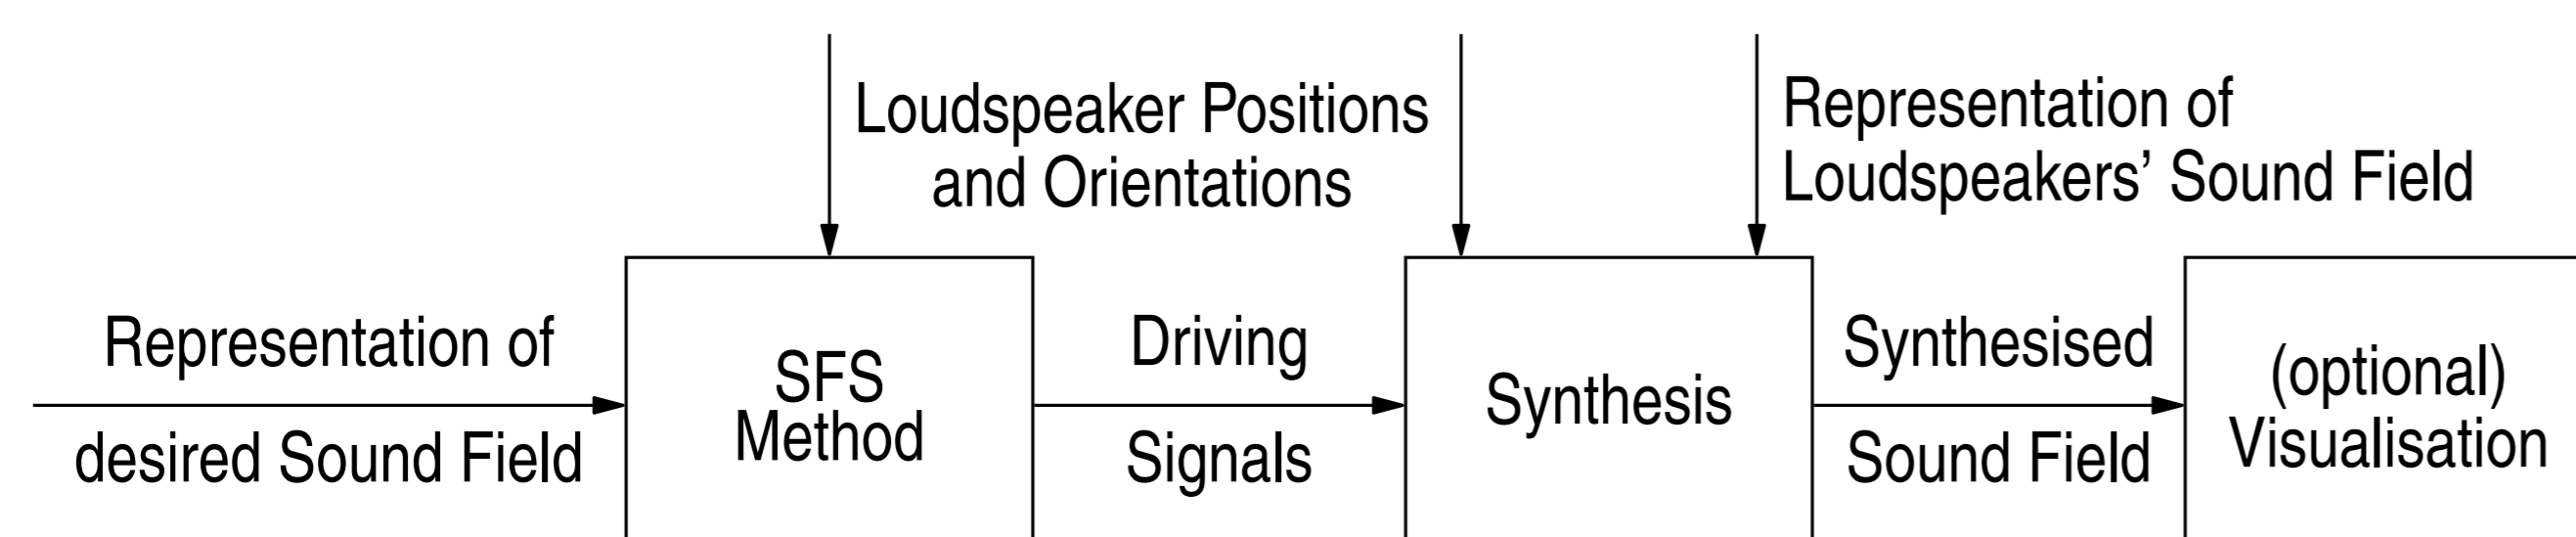 Loudspeaker Positions
and Orientations
Representation of
Loudspeakers’ Sound Field
Representation of
desired Sound Field
SFS
Method
Driving
Signals
Synthesis
Synthesised
Sound Field
(optional)
Visualisation